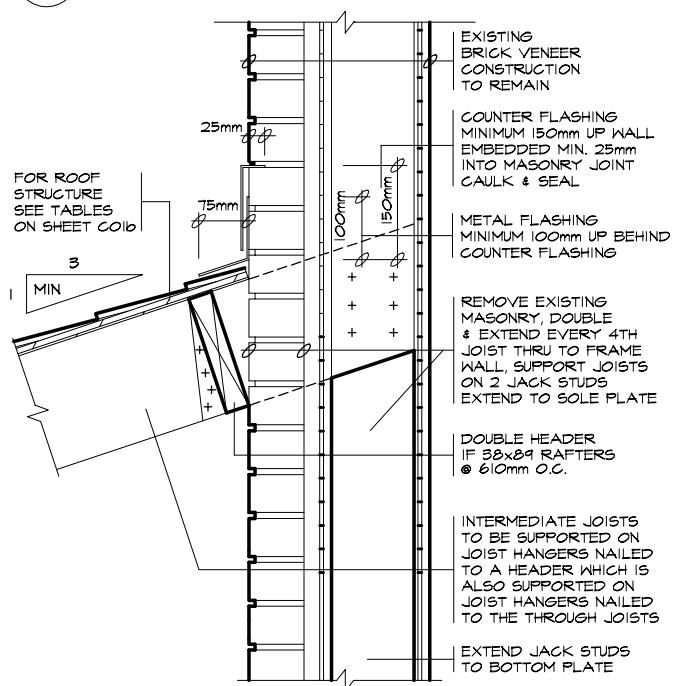 EXISTING
BRICK VENEER
CONSTRUCTION
TO REMAIN
25mm
COUNTER FLASHING
MINIMUM 150mm UP WALL
EMBEDDED MIN. 25mm
INTO MASONRY JOINT
CAULK & SEAL
FOR ROOF
STRUCTURE
SEE TABLES
ON SHEET C01b
75mm
100mm
150mm
METAL FLASHING
MINIMUM 100mm UP BEHIND
COUNTER FLASHING
3
1
MIN
REMOVE EXISTING
MASONRY, DOUBLE
& EXTEND EVERY 4TH
JOIST THRU TO FRAME
WALL, SUPPORT JOISTS
ON 2 JACK STUDS
EXTEND TO SOLE PLATE
DOUBLE HEADER
IF 38x89 RAFTERS
@ 610mm O.C.
INTERMEDIATE JOISTS
TO BE SUPPORTED ON
JOIST HANGERS NAILED
TO A HEADER WHICH IS
ALSO SUPPORTED ON
JOIST HANGERS NAILED
TO THE THROUGH JOISTS
EXTEND JACK STUDS
TO BOTTOM PLATE